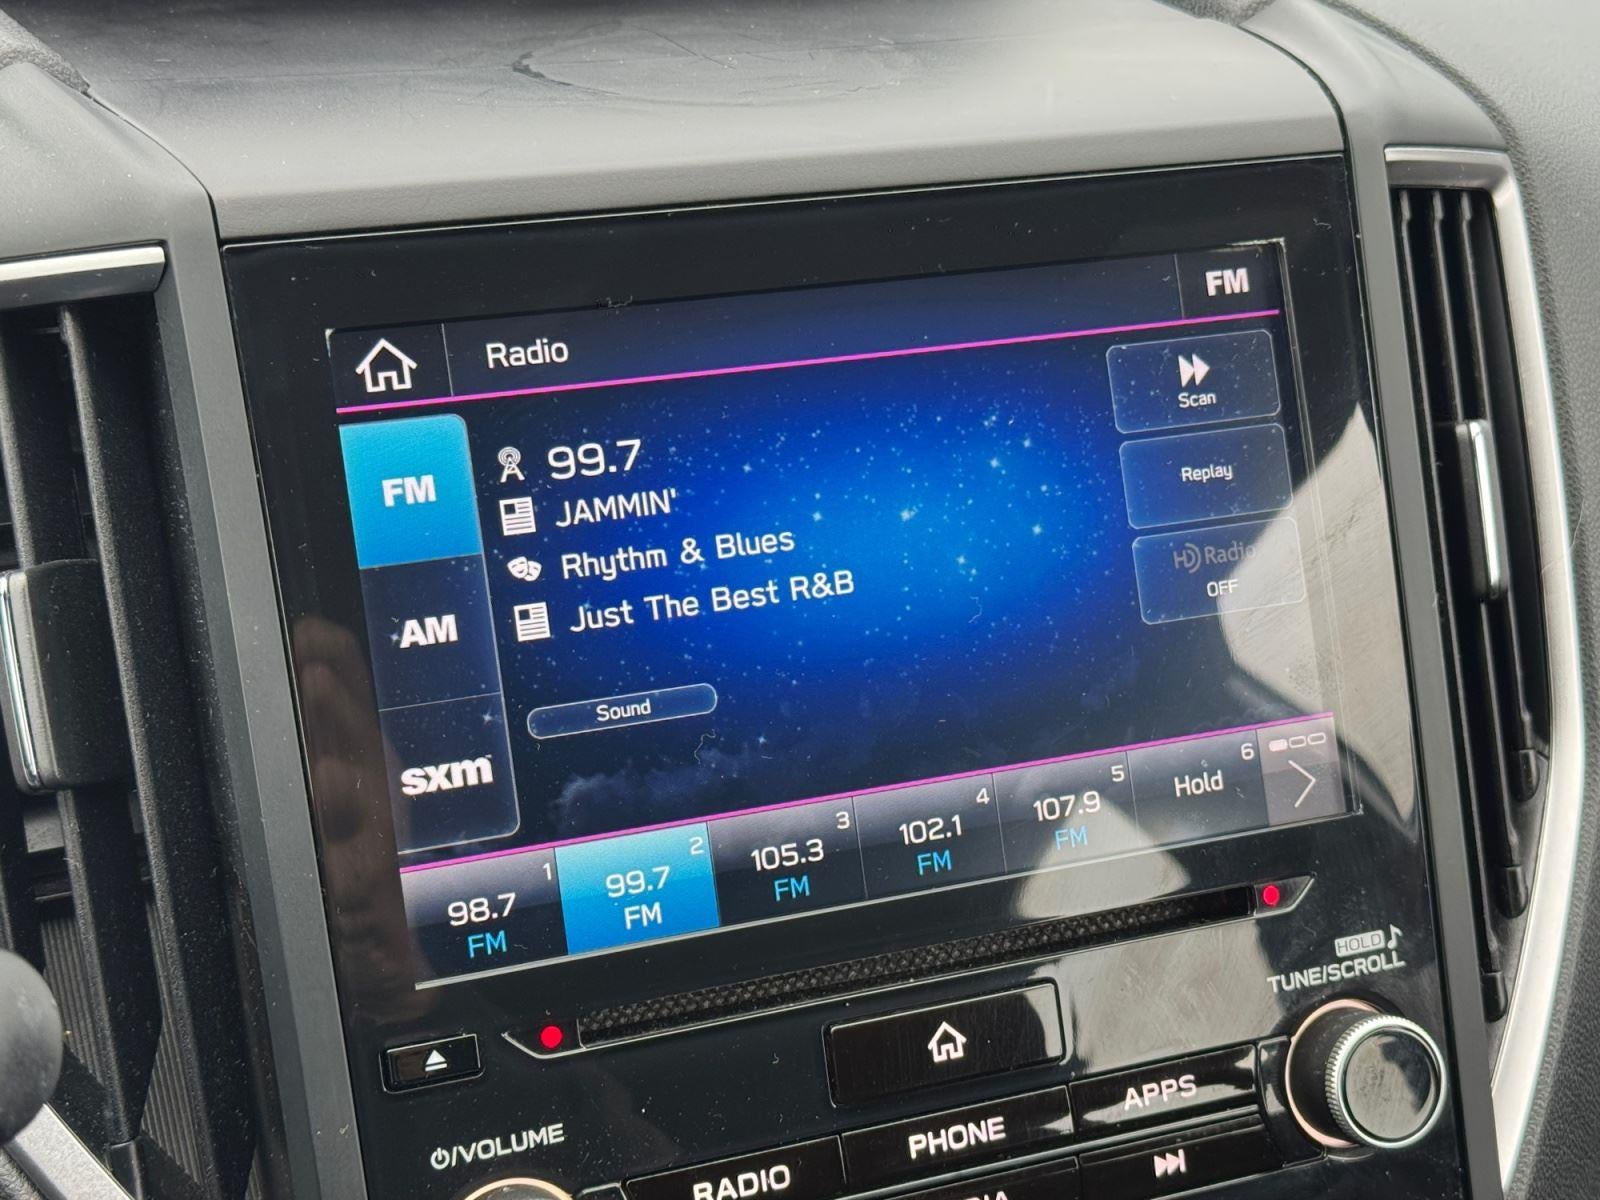 Radio
FM
FM
99.7
JAMMIN'
Rhythm & Blues
Just The Best R&B
Sound
Scan
Replay
HD Radio
OFF
AM
sxm
1
98.7
FM
2
99.7
FM
3
105.3
FM
4
102.1
FM
5
107.9
FM
6
Hold
HOLD
TUNE/SCROLL
/VOLUME
RADIO
PHONE
APPS